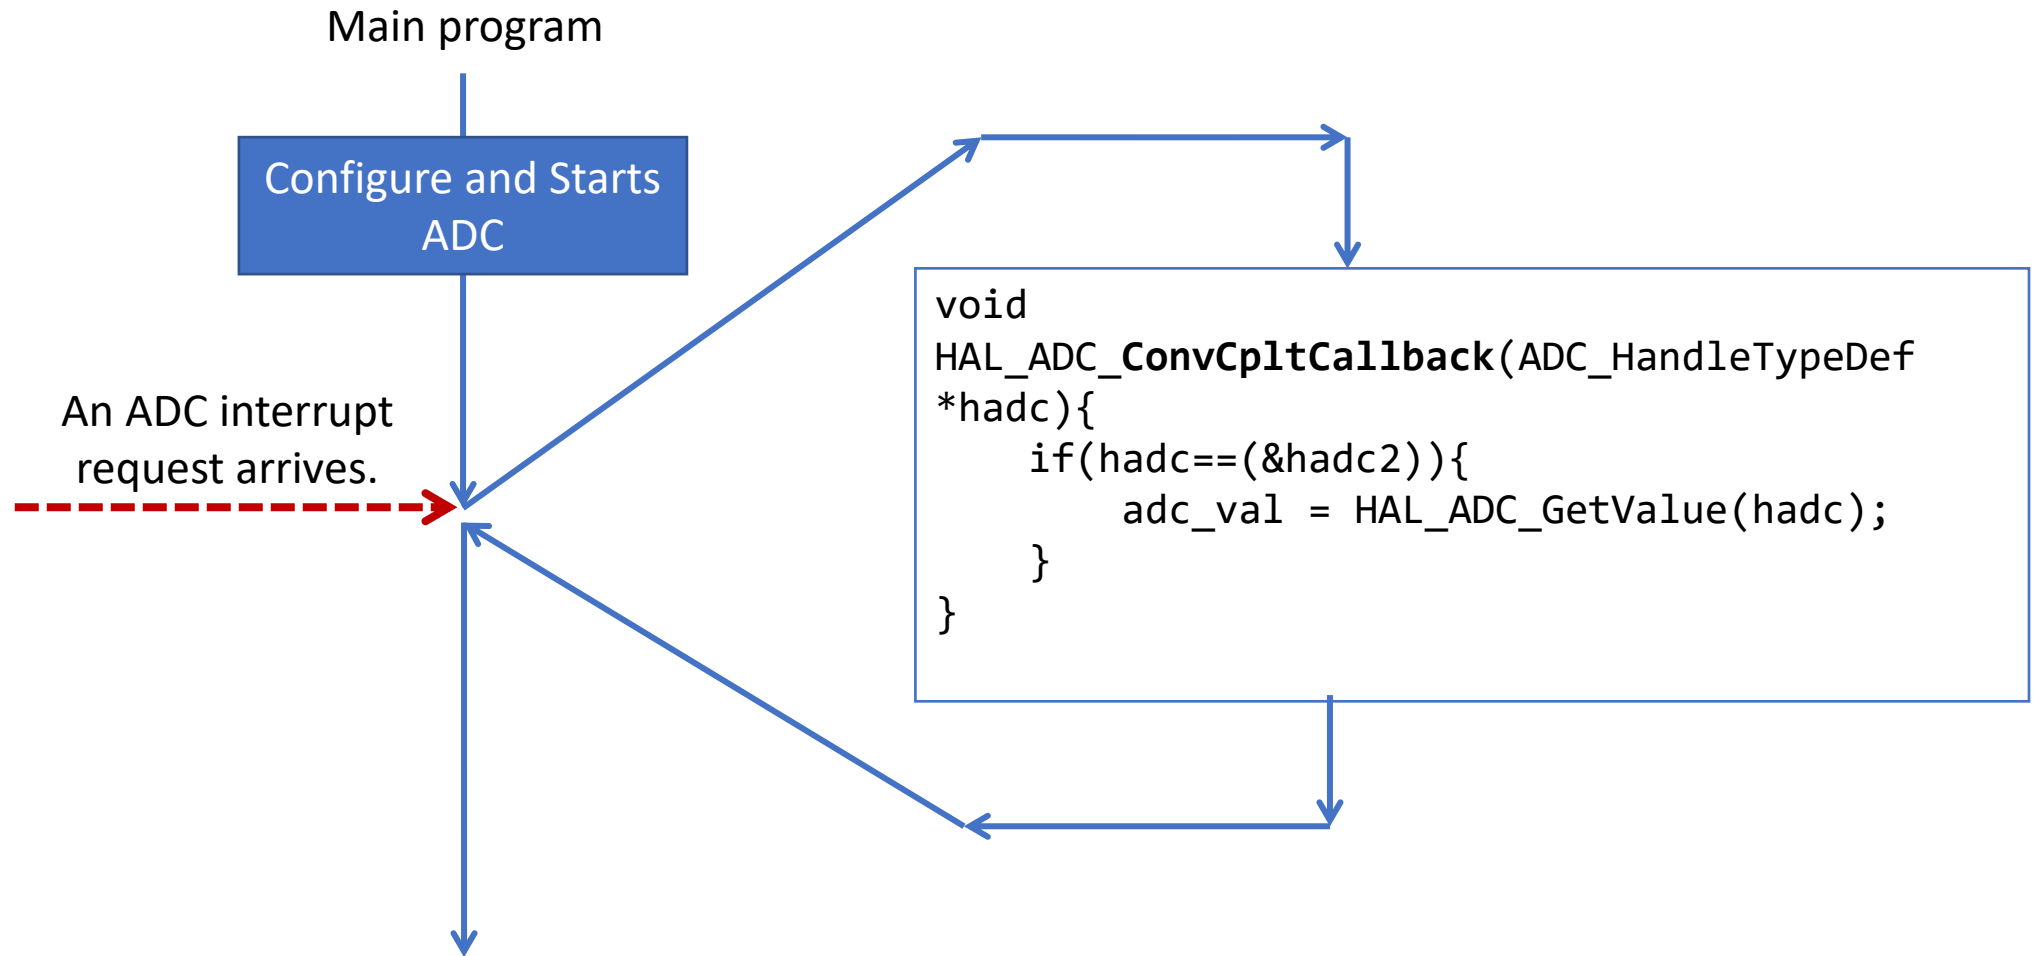 Main program
Configure and Starts
ADC
An ADC interrupt
request arrives.
void
HAL_ADC_ConvCpltCallback(ADC_HandleTypeDef
*hadc){
    if(hadc==(&hadc2)){
        adc_val = HAL_ADC_GetValue(hadc);
    }
}